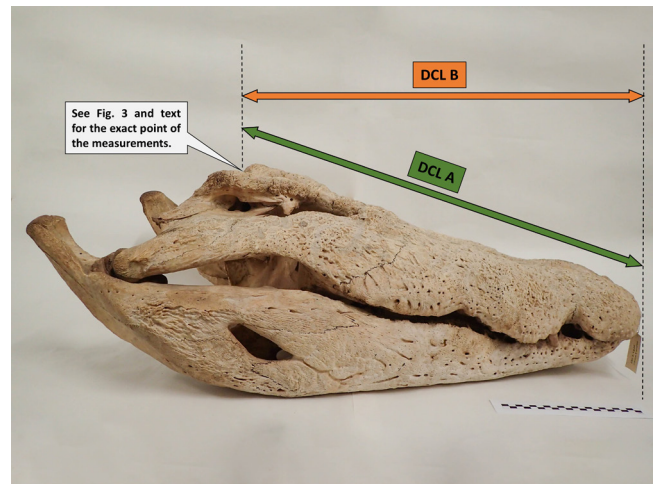 DCL B
See Fig. 3 and text
for the exact point of
the measurements.
DCL A